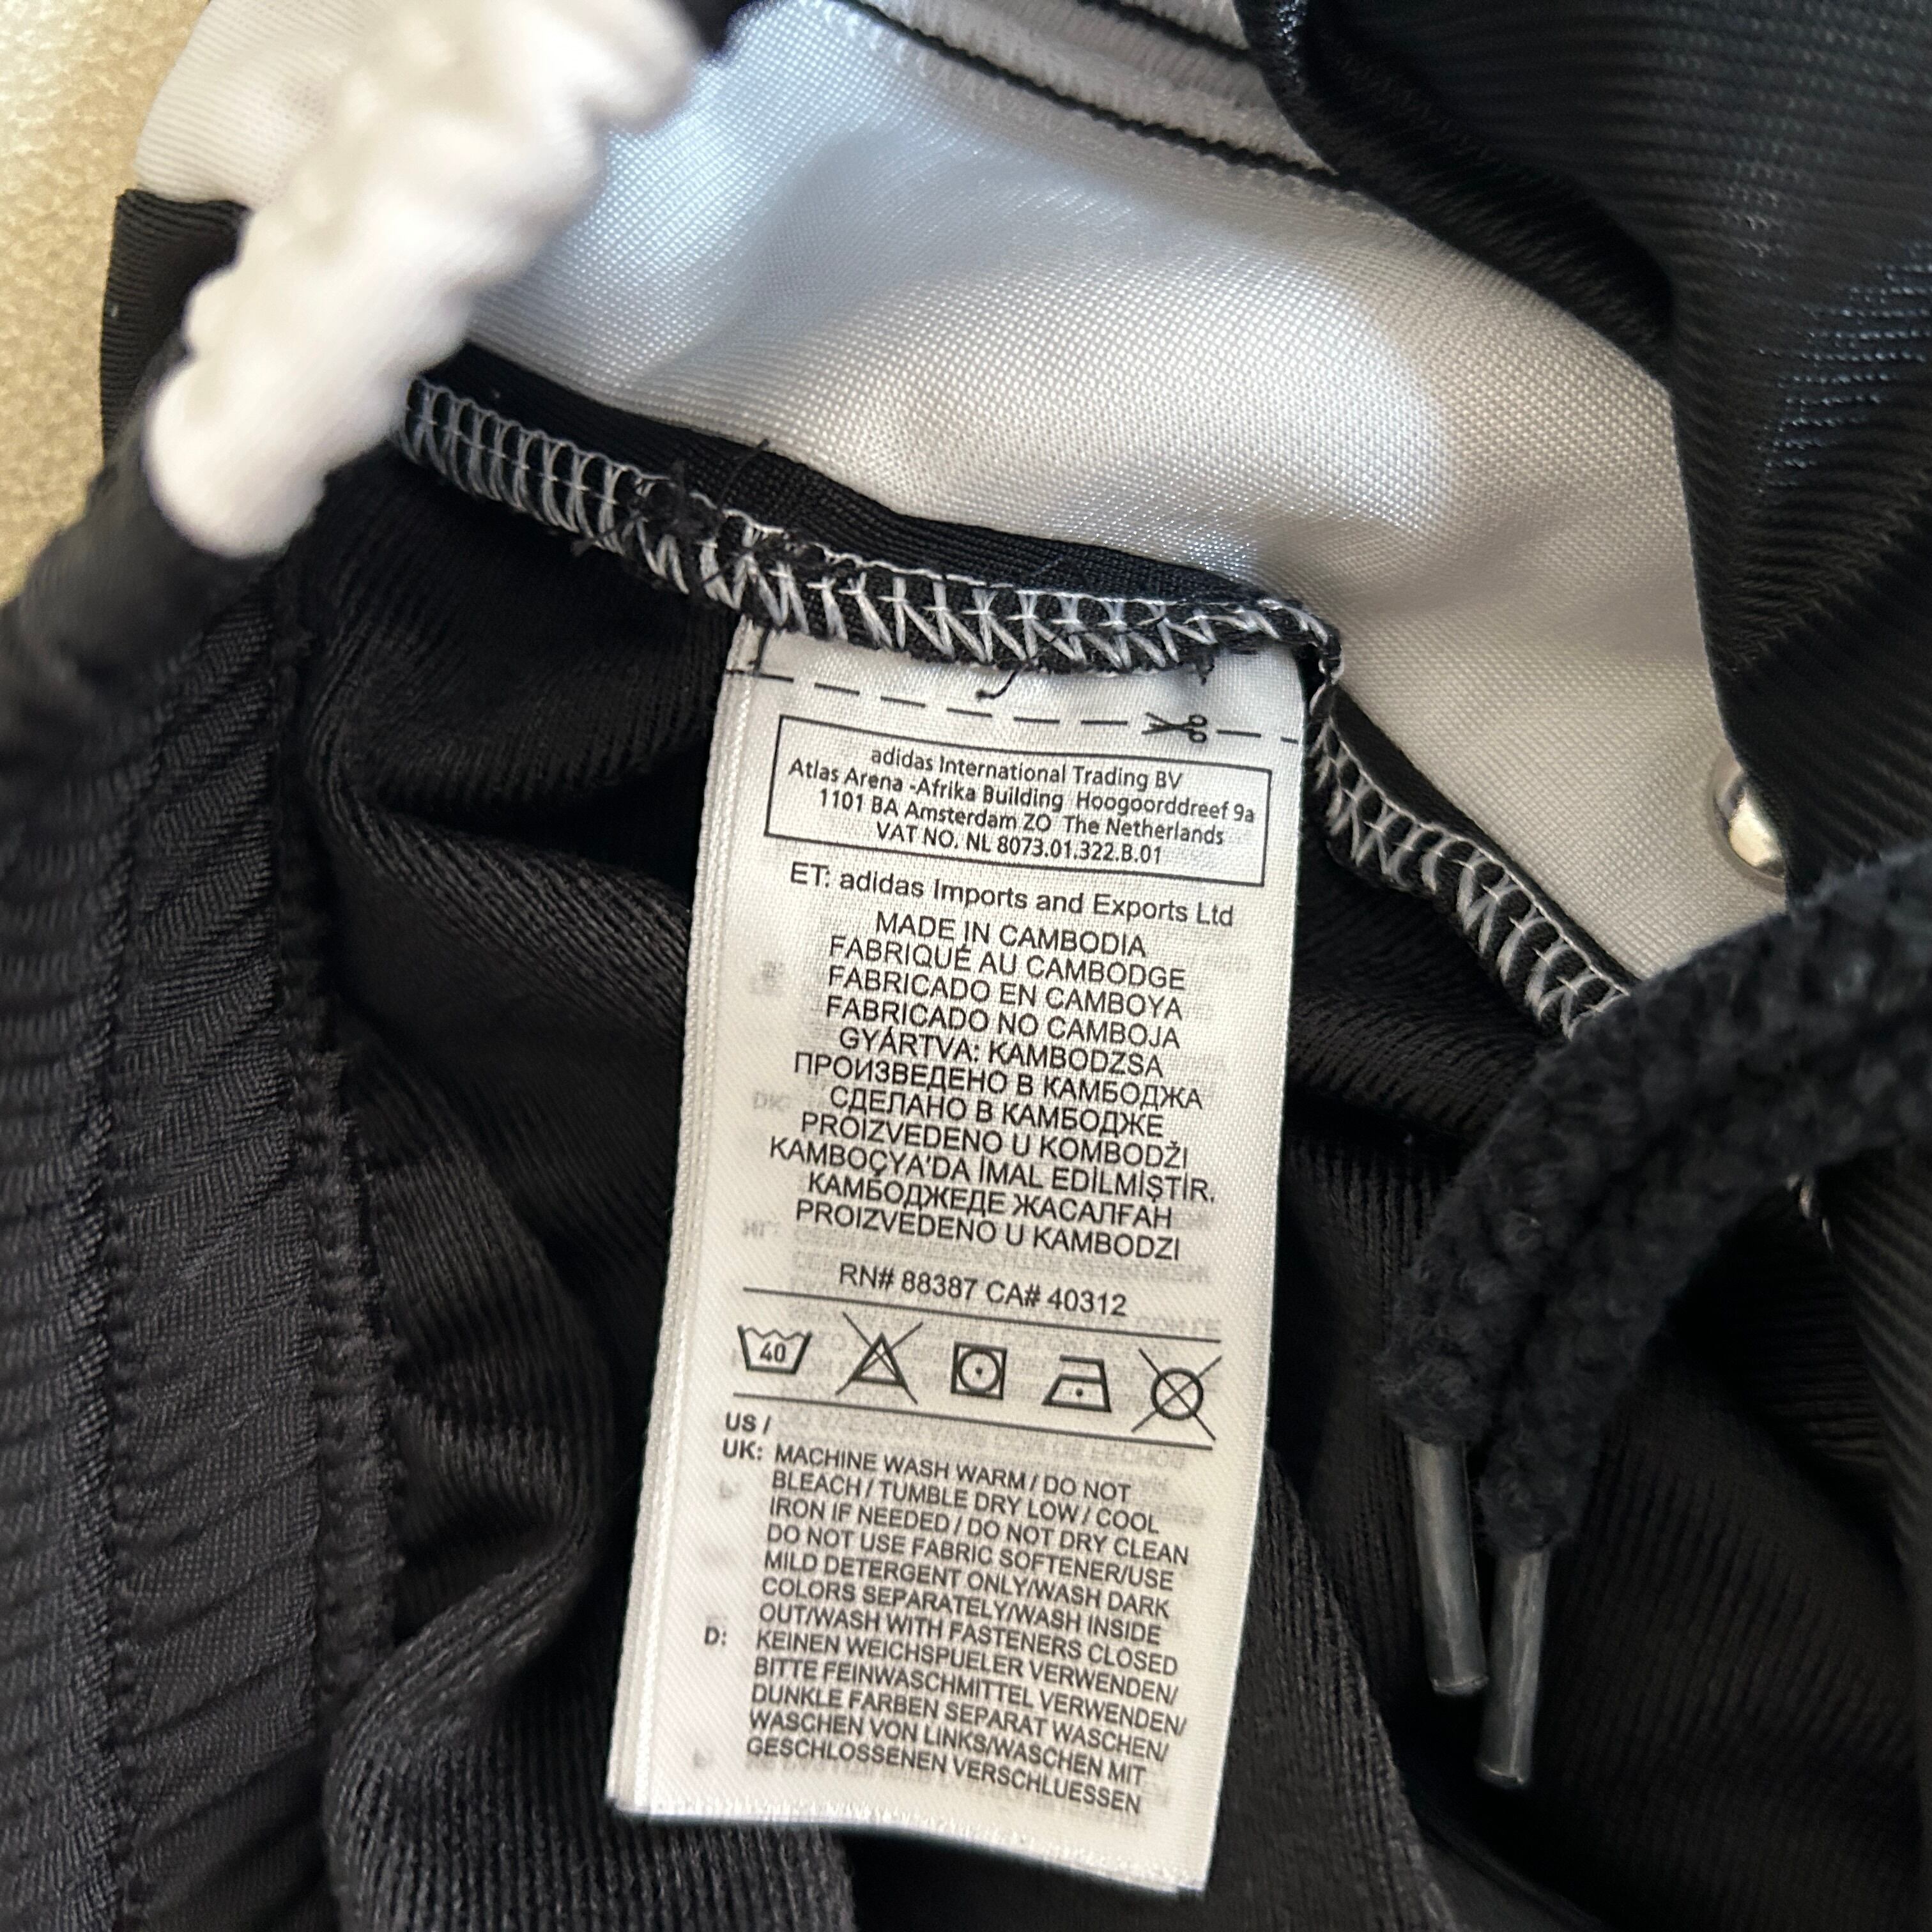 adidas International Trading BV
Atlas Arena -Afrika Building Hoogoorddreef 9a
1101 BA Amsterdam ZO The Netherlands
VAT NO. NL 8073.01.322.B.01
ET: adidas Imports and Exports Ltd
MADE IN CAMBODIA
FABRIQUÉ AU CAMBODGE
FABRICADO EN CAMBOYA
FABRICADO NO CAMBOJA
GYÁRTVA: KAMBODZSA
ПРОИЗВЕДЕНО В КАМБОДЖА
СДЕЛАНО В КАМБОДЖЕ
PROIZVEDENO U KOMBODŽI
KAMBOÇYA'DA İMAL EDİLMİŞTİR.
КАМБОДЖЕДЕ ЖАСАЛҒАН
PROIZVEDENO U KAMBODZI
RN# 88387 CA# 40312
40
US /
UK: MACHINE WASH WARM / DO NOT
BLEACH / TUMBLE DRY LOW / COOL
IRON IF NEEDED / DO NOT DRY CLEAN
DO NOT USE FABRIC SOFTENER/USE
MILD DETERGENT ONLY/WASH DARK
COLORS SEPARATELY/WASH INSIDE
OUT/WASH WITH FASTENERS CLOSED
D: KEINEN WEICHSPUELER VERWENDEN/
BITTE FEINWASCHMITTEL VERWENDEN/
DUNKLE FARBEN SEPARAT WASCHEN/
WASCHEN VON LINKS/WASCHEN MIT
GESCHLOSSENEN VERSCHLUESSEN